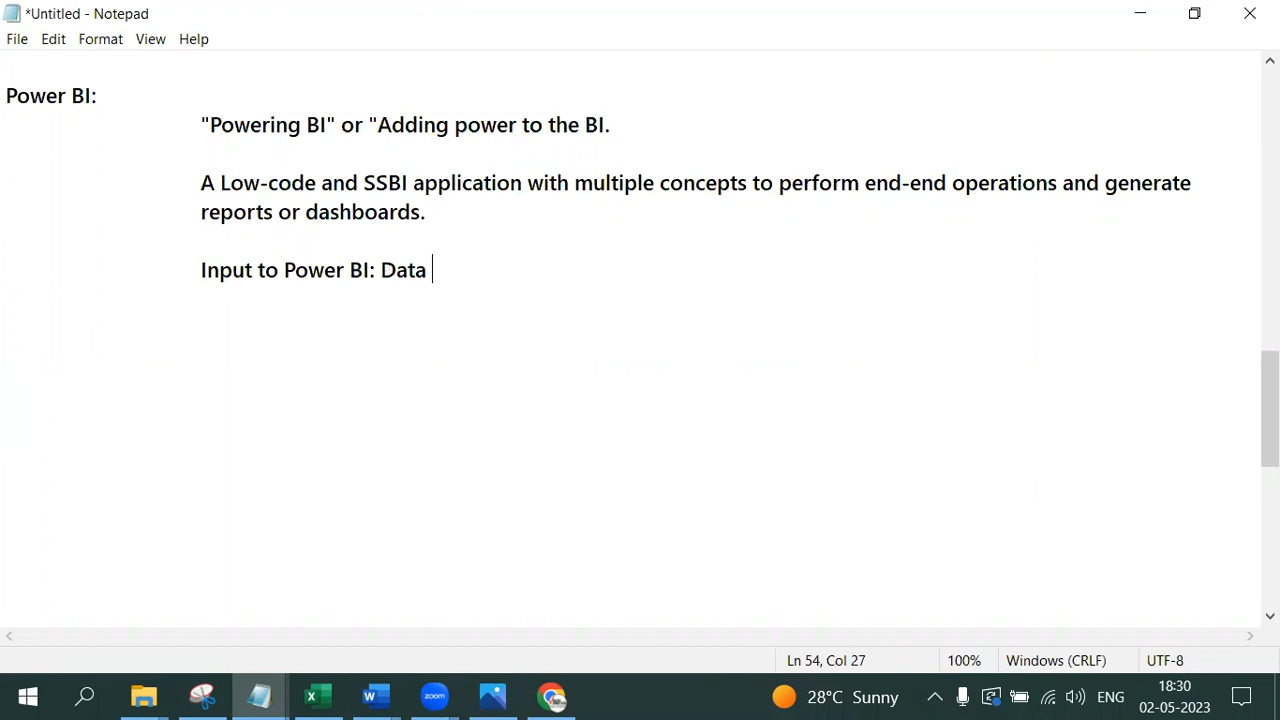 *Untitled - Notepad
File Edit Format View Help
Power BI:
"Powering BI" or "Adding power to the BI.
A Low-code and SSBI application with multiple concepts to perform end-end operations and generate
reports or dashboards.
Input to Power BI: Data
Ln 54, Col 27 100% Windows (CRLF) UTF-8
zoom 28°C Sunny ENG 18:30
02-05-2023